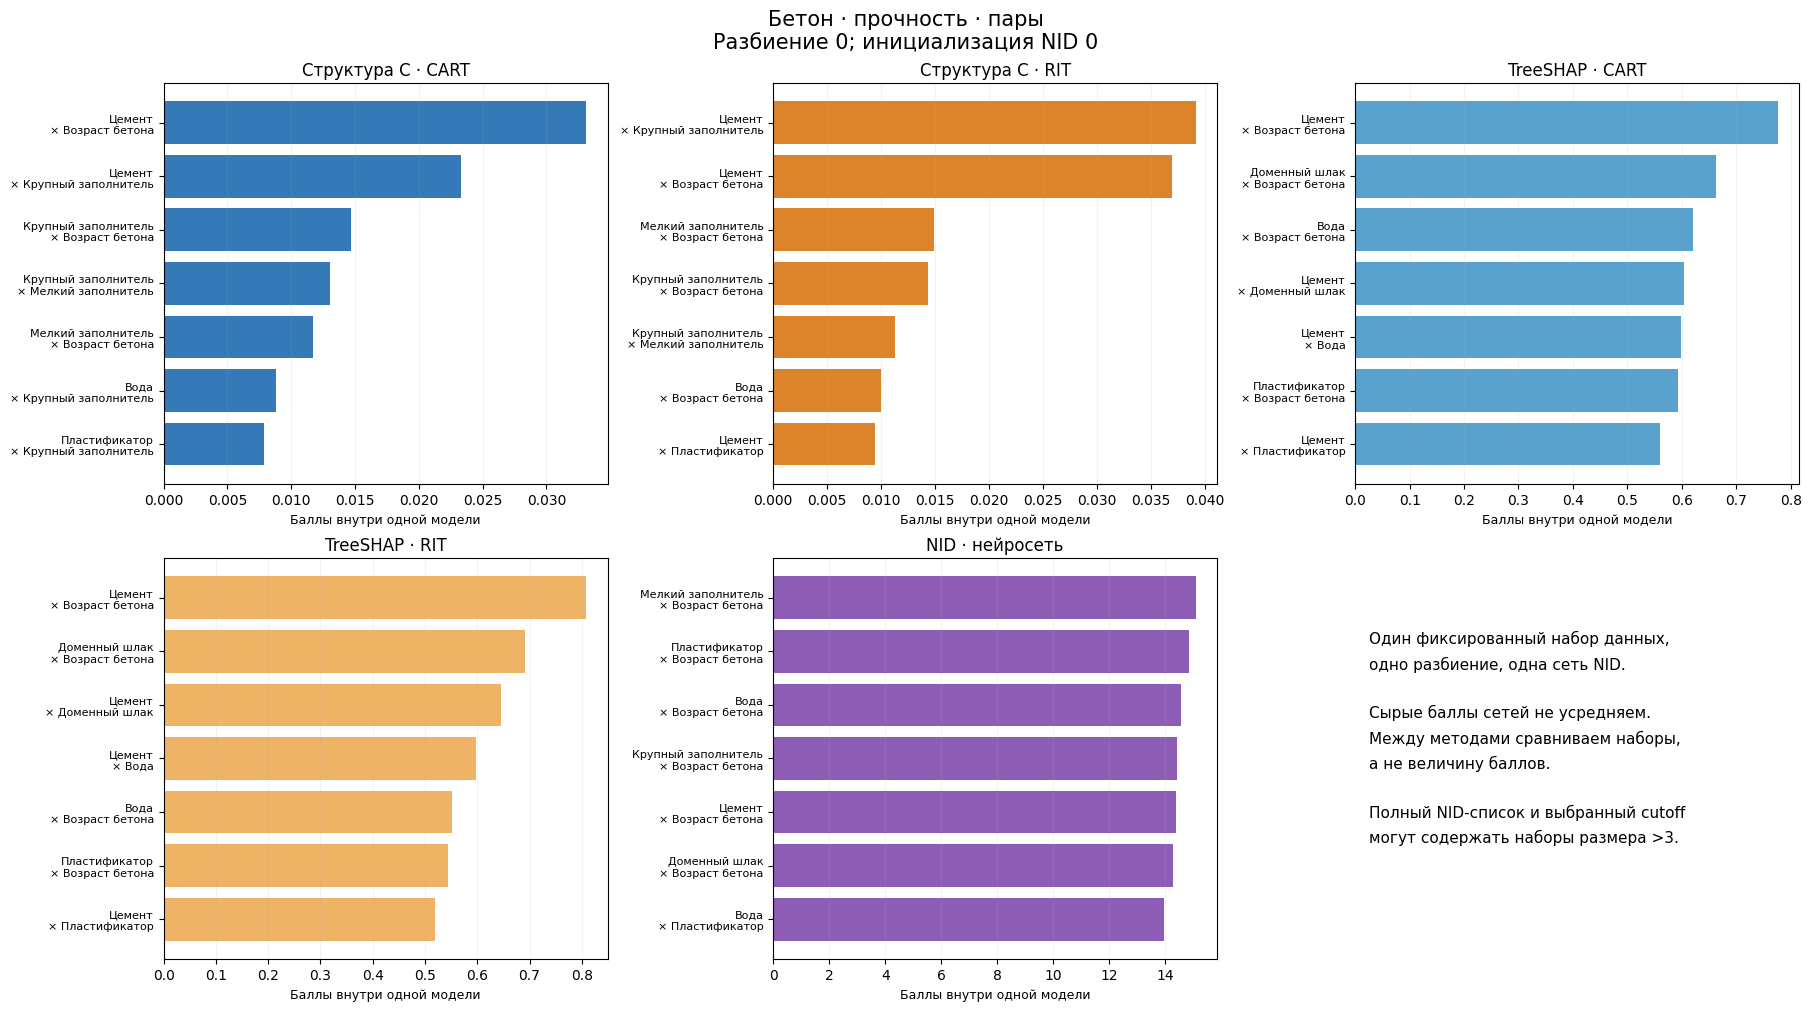 Бетон · прочность · пары
Разбиение 0; инициализация NID 0
Структура C · CART
Цемент
× Возраст бетона
Цемент
× Крупный заполнитель
Крупный заполнитель
× Возраст бетона
Крупный заполнитель
× Мелкий заполнитель
Мелкий заполнитель
× Возраст бетона
Вода
× Крупный заполнитель
Пластификатор
× Крупный заполнитель
0.000 0.005 0.010 0.015 0.020 0.025 0.030
Баллы внутри одной модели
Структура C · RIT
Цемент
× Крупный заполнитель
Цемент
× Возраст бетона
Мелкий заполнитель
× Возраст бетона
Крупный заполнитель
× Возраст бетона
Крупный заполнитель
× Мелкий заполнитель
Вода
× Возраст бетона
Цемент
× Пластификатор
0.000 0.005 0.010 0.015 0.020 0.025 0.030 0.035 0.040
Баллы внутри одной модели
TreeSHAP · CART
Цемент
× Возраст бетона
Доменный шлак
× Возраст бетона
Вода
× Возраст бетона
Цемент
× Доменный шлак
Цемент
× Вода
Пластификатор
× Возраст бетона
Цемент
× Пластификатор
0.0 0.1 0.2 0.3 0.4 0.5 0.6 0.7 0.8
Баллы внутри одной модели
TreeSHAP · RIT
Цемент
× Возраст бетона
Доменный шлак
× Возраст бетона
Цемент
× Доменный шлак
Цемент
× Вода
Вода
× Возраст бетона
Пластификатор
× Возраст бетона
Цемент
× Пластификатор
0.0 0.1 0.2 0.3 0.4 0.5 0.6 0.7 0.8
Баллы внутри одной модели
NID · нейросеть
Мелкий заполнитель
× Возраст бетона
Пластификатор
× Возраст бетона
Вода
× Возраст бетона
Крупный заполнитель
× Возраст бетона
Цемент
× Возраст бетона
Доменный шлак
× Возраст бетона
Вода
× Пластификатор
0 2 4 6 8 10 12 14
Баллы внутри одной модели
Один фиксированный набор данных,
одно разбиение, одна сеть NID.
Сырые баллы сетей не усредняем.
Между методами сравниваем наборы,
а не величину баллов.
Полный NID-список и выбранный cutoff
могут содержать наборы размера >3.